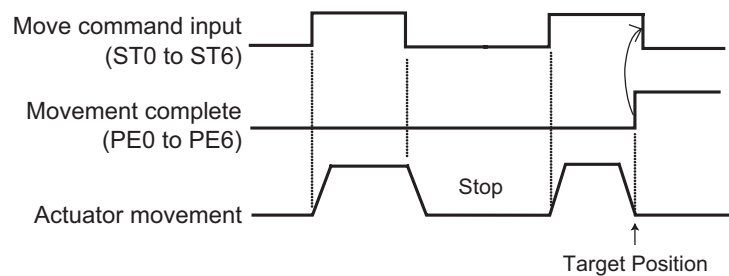 Move command input
(ST0 to ST6)
Movement complete
(PE0 to PE6)
Stop
Actuator movement
Target Position